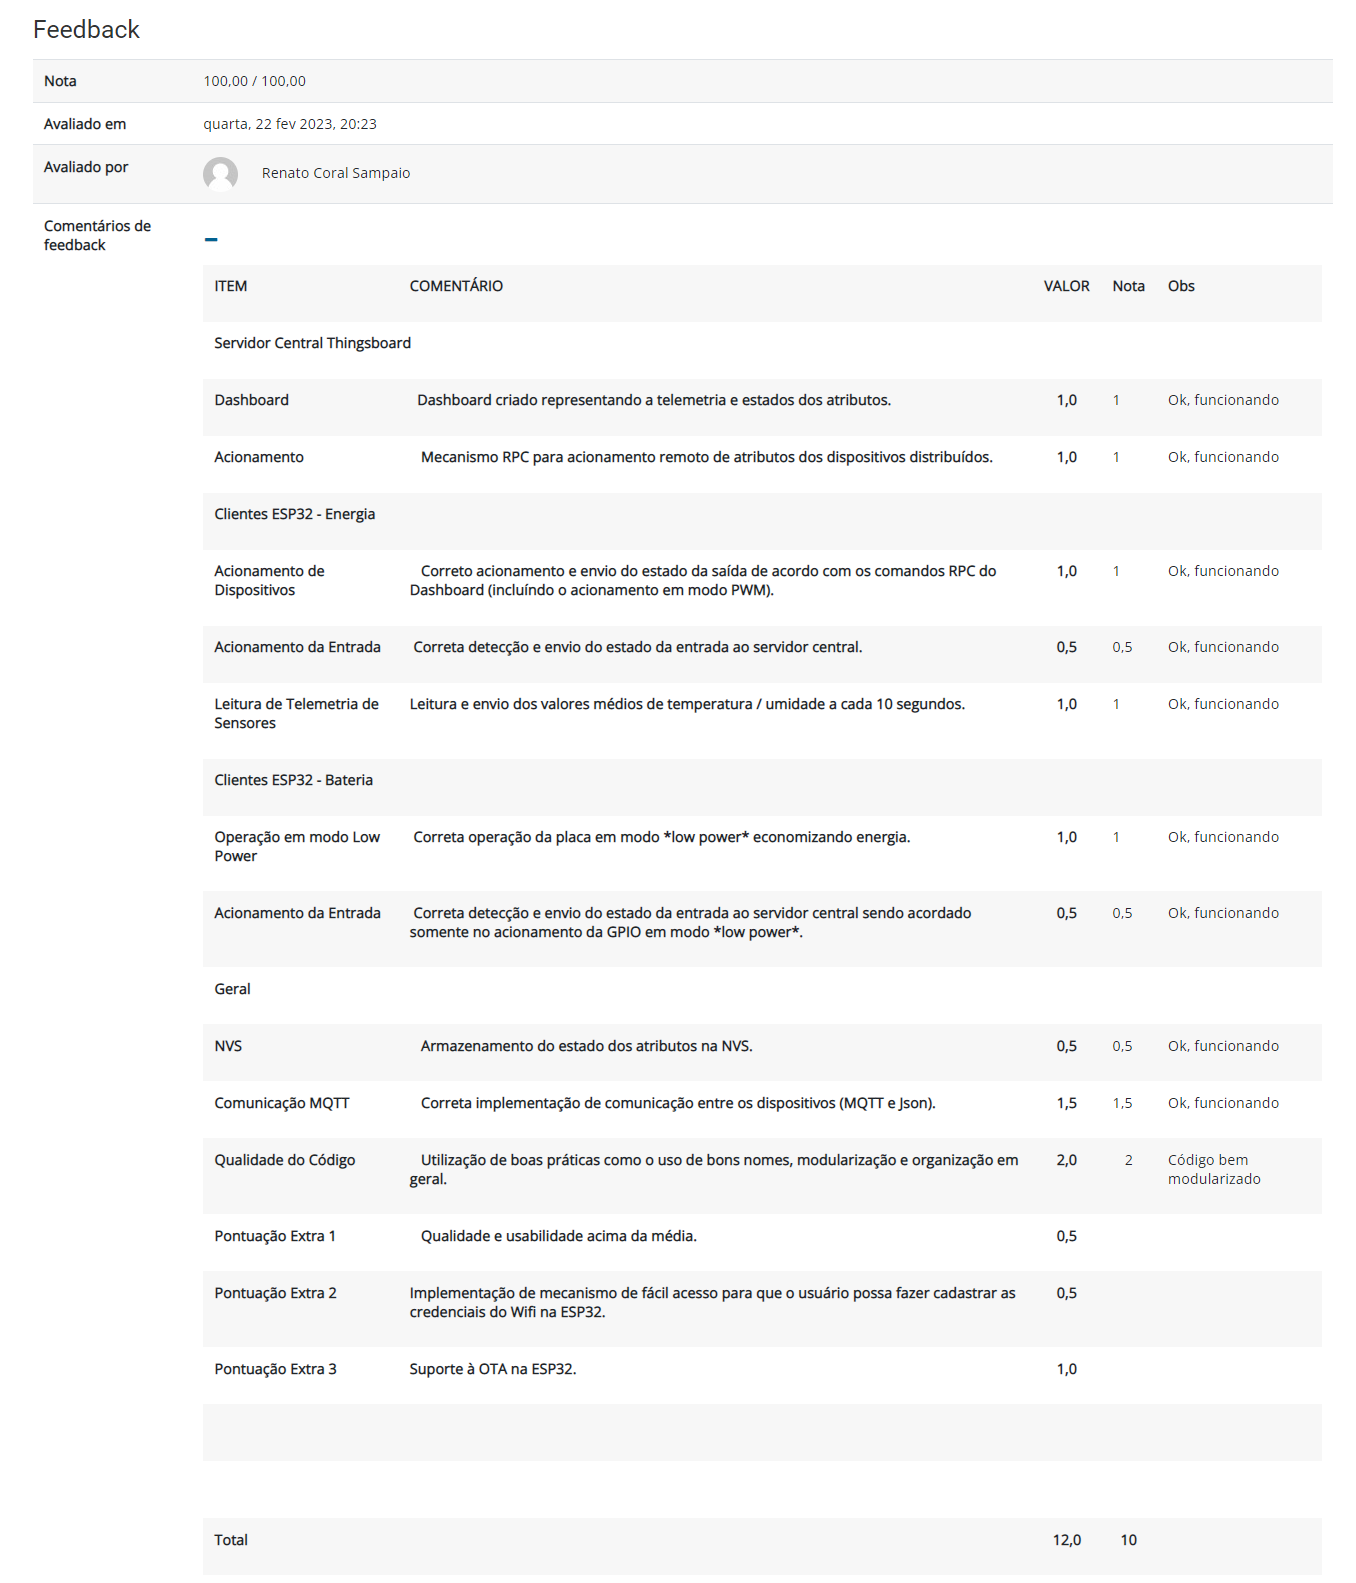 Feedback
Nota 100,00 / 100,00
Avaliado em quarta, 22 fev 2023, 20:23
Avaliado por Renato Coral Sampaio
Comentários de
feedback
ITEM COMENTÁRIO VALOR Nota Obs
Servidor Central Thingsboard
Dashboard Dashboard criado representando a telemetria e estados dos atributos. 1,0 1 Ok, funcionando
Acionamento Mecanismo RPC para acionamento remoto de atributos dos dispositivos distribuídos. 1,0 1 Ok, funcionando
Clientes ESP32 - Energia
Acionamento de Correto acionamento e envio do estado da saída de acordo com os comandos RPC do 1,0 1 Ok, funcionando
Dispositivos Dashboard (incluíndo o acionamento em modo PWM).
Acionamento da Entrada Correta detecção e envio do estado da entrada ao servidor central. 0,5 0,5 Ok, funcionando
Leitura de Telemetria de Leitura e envio dos valores médios de temperatura / umidade a cada 10 segundos. 1,0 1 Ok, funcionando
Sensores
Clientes ESP32 - Bateria
Operação em modo Low Correta operação da placa em modo *low power* economizando energia. 1,0 1 Ok, funcionando
Power
Acionamento da Entrada Correta detecção e envio do estado da entrada ao servidor central sendo acordado 0,5 0,5 Ok, funcionando
somente no acionamento da GPIO em modo *low power*.
Geral
NVS Armazenamento do estado dos atributos na NVS. 0,5 0,5 Ok, funcionando
Comunicação MQTT Correta implementação de comunicação entre os dispositivos (MQTT e Json). 1,5 1,5 Ok, funcionando
Qualidade do Código Utilização de boas práticas como o uso de bons nomes, modularização e organização em 2,0 2 Código bem
geral. modularizado
Pontuação Extra 1 Qualidade e usabilidade acima da média. 0,5
Pontuação Extra 2 Implementação de mecanismo de fácil acesso para que o usuário possa fazer cadastrar as 0,5
credenciais do Wifi na ESP32.
Pontuação Extra 3 Suporte à OTA na ESP32. 1,0
Total 12,0 10